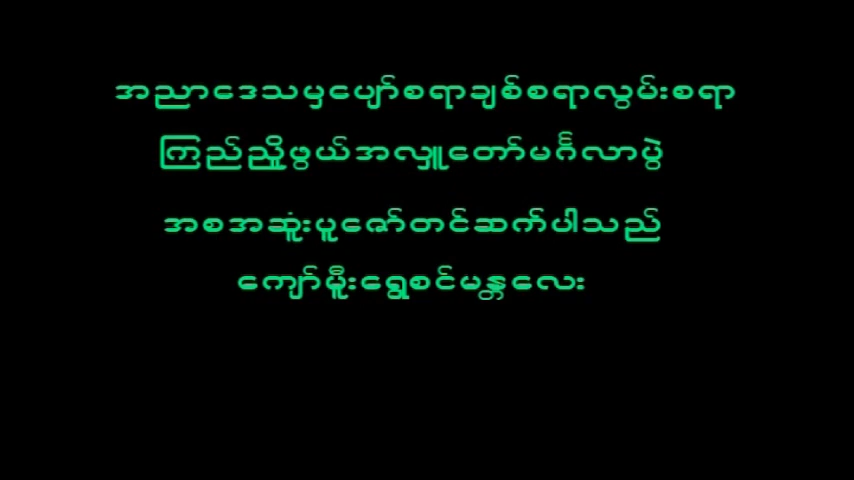 အညာဒေသမှပျော်စရာချစ်စရာလွမ်းစရာ
ကြည်ညှိူဖွယ်အလှူတော်မင်္ဂလာပွဲ
အစအဆူံးပူဇော်တင်ဆက်ပါသည်
ကျော်မှီူးရွှေစင်မန္တလေး